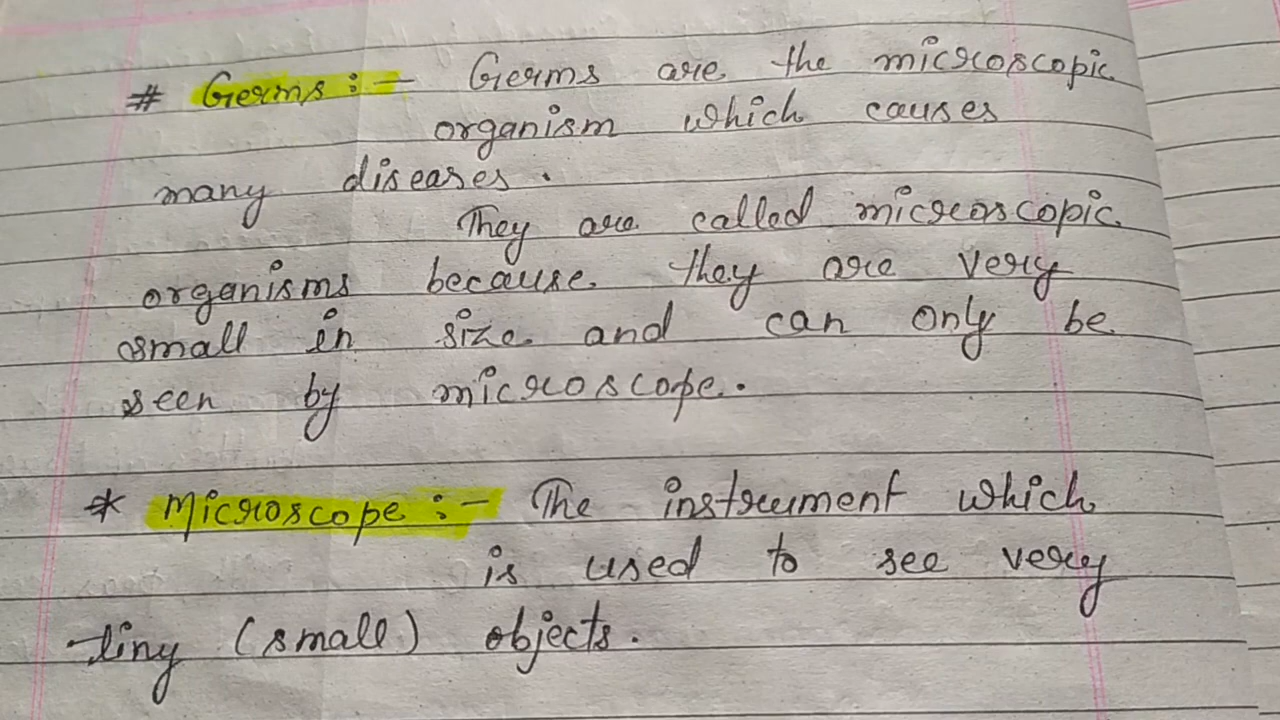 # Germs :- Germs are the microscopic
organism which causes
many diseases.
They are called microscopic
organisms because they are very
small in size and can only be
seen by microscope.
* Microscope :- The instrument which
is used to see very
tiny (small) objects.